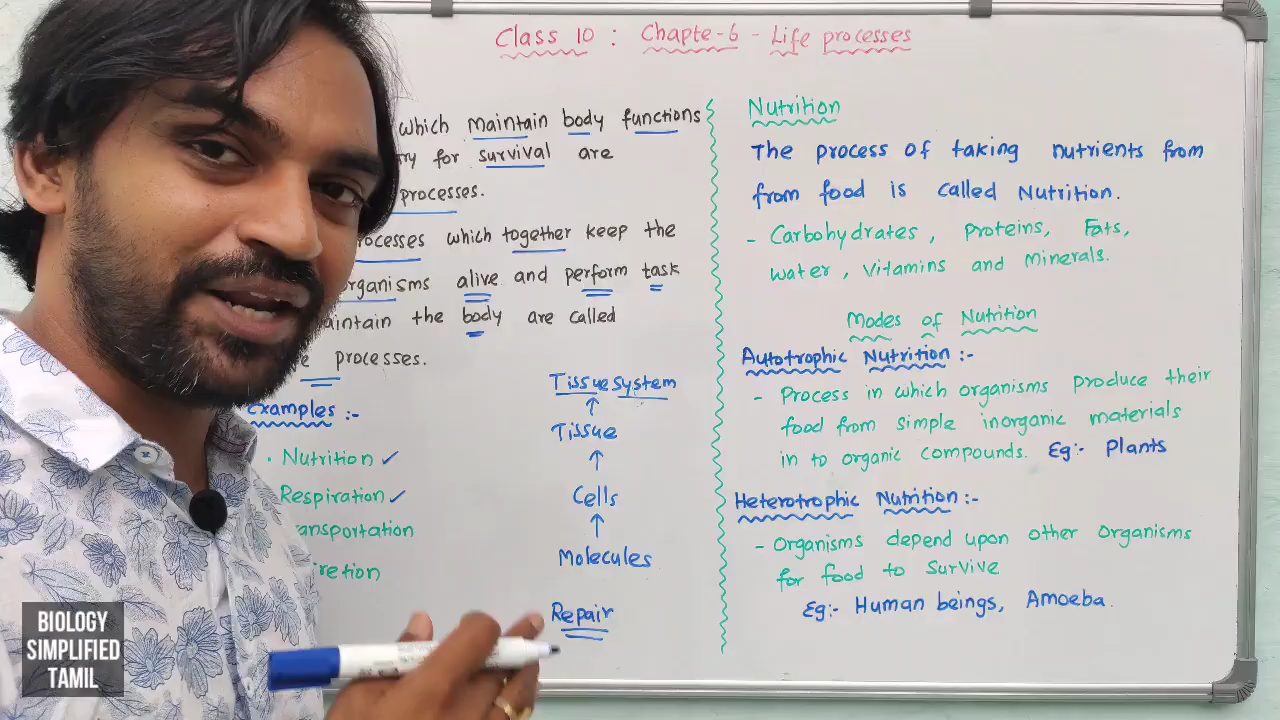 Class 10 : Chapte-6 - Life processes
which maintain body functions
ry for survival are
processes.
rocesses which together keep the
organisms alive and perform task
aintain the body are called
e processes.
Examples :-
· Nutrition ✓
Respiration ✓
ansportation
retion
Tissue system
↑
Tissue
↑
Cells
↑
Molecules
Repair
Nutrition
The process of taking nutrients from
from food is called Nutrition.
- Carbohydrates, Proteins, Fats,
water, Vitamins and Minerals.
Modes of Nutrition
Autotrophic Nutrition :-
- Process in which organisms produce their
food from simple inorganic materials
in to organic compounds. Eg:- Plants
Heterotrophic Nutrition :-
- Organisms depend upon other organisms
for food to survive
Eg:- Human beings, Amoeba.
BIOLOGY
SIMPLIFIED
TAMIL